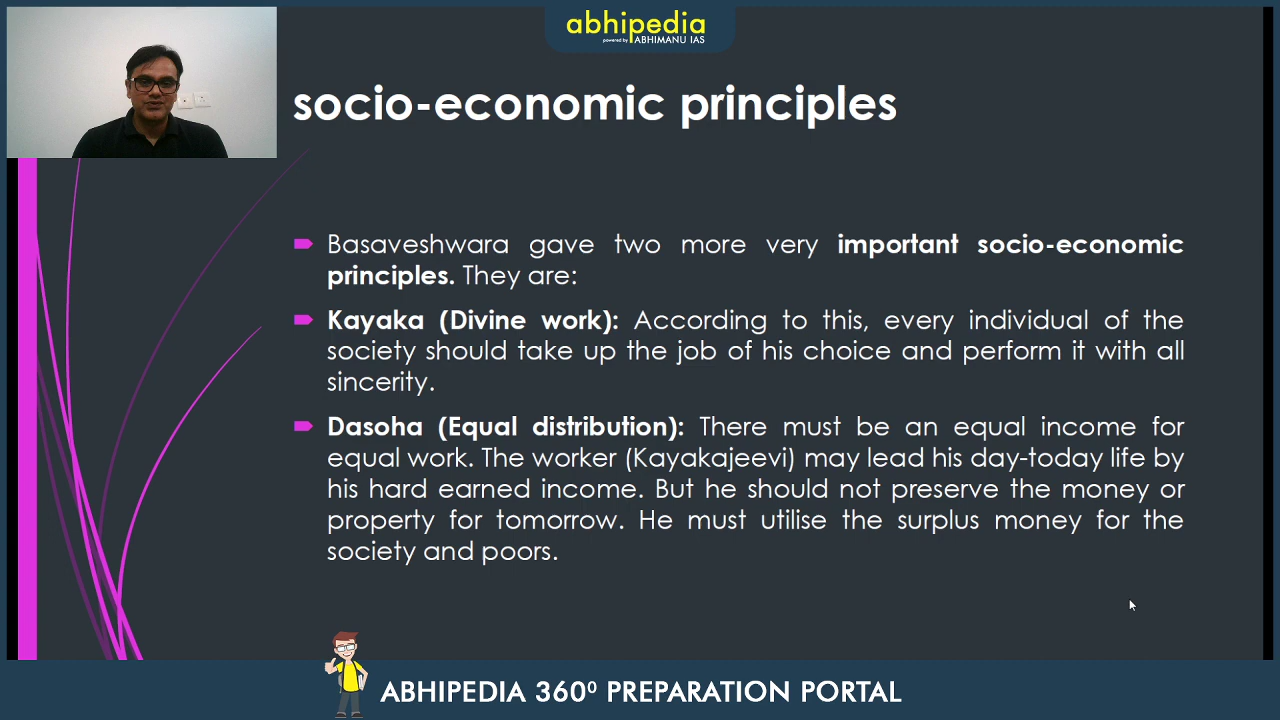 abhipedia
powered by ABHIMANU IAS
socio-economic principles
Basaveshwara gave two more very important socio-economic
principles. They are:
Kayaka (Divine work): According to this, every individual of the
society should take up the job of his choice and perform it with all
sincerity.
Dasoha (Equal distribution): There must be an equal income for
equal work. The worker (Kayakajeevi) may lead his day-today life by
his hard earned income. But he should not preserve the money or
property for tomorrow. He must utilise the surplus money for the
society and poors.
ABHIPEDIA 360⁰ PREPARATION PORTAL